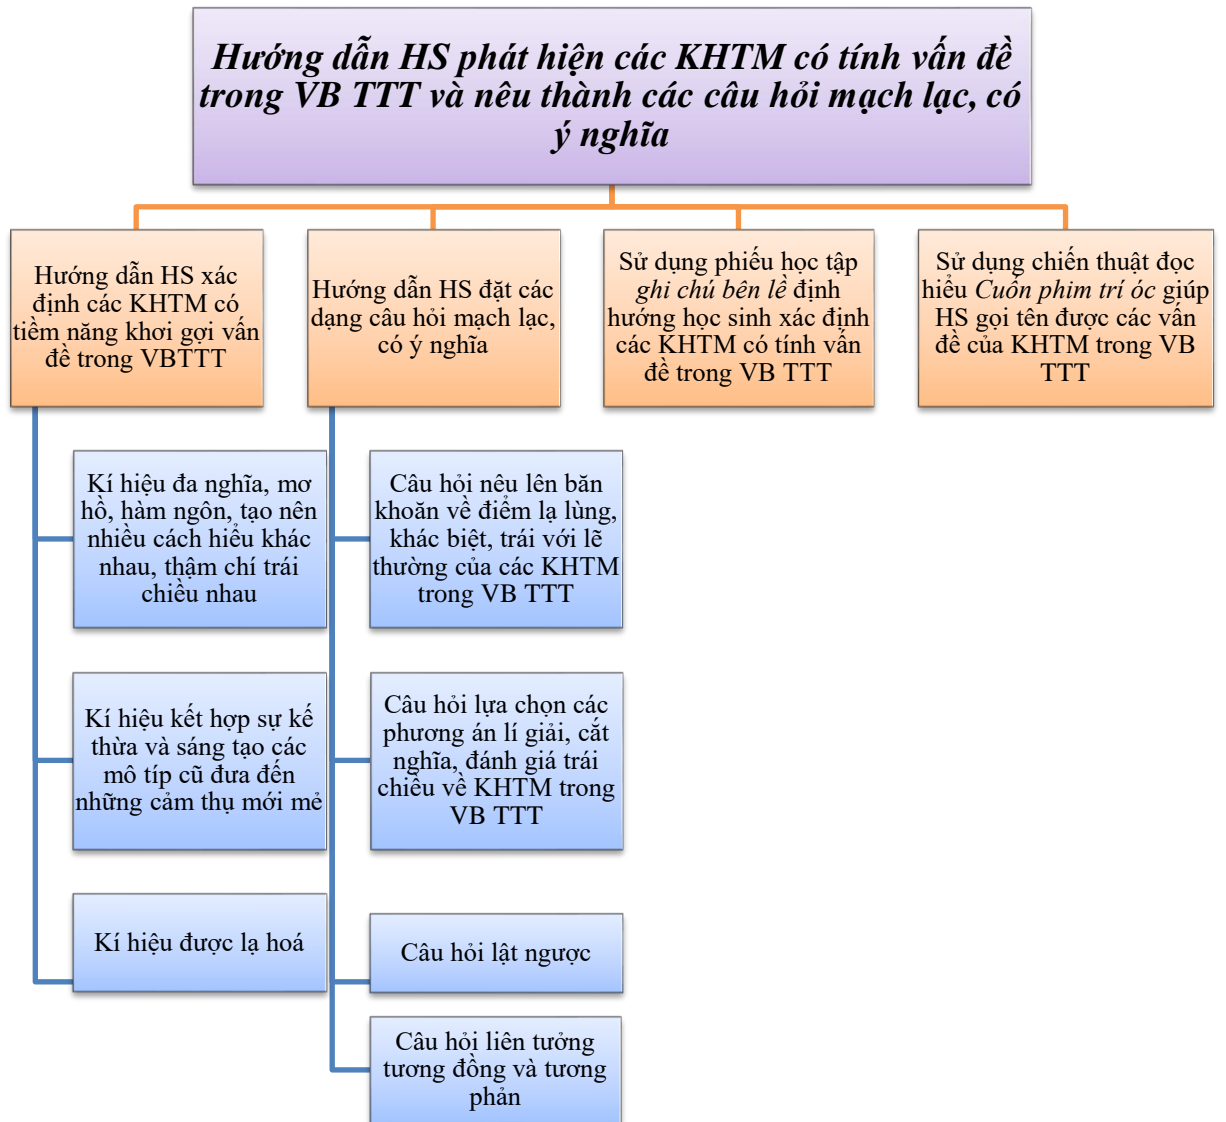 Hướng dẫn HS phát hiện các KHTM có tính vấn đề
trong VB TTT và nêu thành các câu hỏi mạch lạc, có
ý nghĩa
Hướng dẫn HS xác
định các KHTM có
tiềm năng khơi gợi vấn
đề trong VBTTT
Hướng dẫn HS đặt các
dạng câu hỏi mạch lạc,
có ý nghĩa
Sử dụng phiếu học tập
ghi chú bên lề định
hướng học sinh xác định
các KHTM có tính vấn
đề trong VB TTT
Sử dụng chiến thuật đọc
hiểu Cuốn phim trí óc giúp
HS gọi tên được các vấn
đề của KHTM trong VB
TTT
Kí hiệu đa nghĩa, mơ
hồ, hàm ngôn, tạo nên
nhiều cách hiểu khác
nhau, thậm chí trái
chiều nhau
Kí hiệu kết hợp sự kế
thừa và sáng tạo các
mô típ cũ đưa đến
những cảm thụ mới mẻ
Kí hiệu được lạ hoá
Câu hỏi nêu lên băn
khoăn về điểm lạ lùng,
khác biệt, trái với lẽ
thường của các KHTM
trong VB TTT
Câu hỏi lựa chọn các
phương án lí giải, cắt
nghĩa, đánh giá trái
chiều về KHTM trong
VB TTT
Câu hỏi lật ngược
Câu hỏi liên tưởng
tương đồng và tương
phản